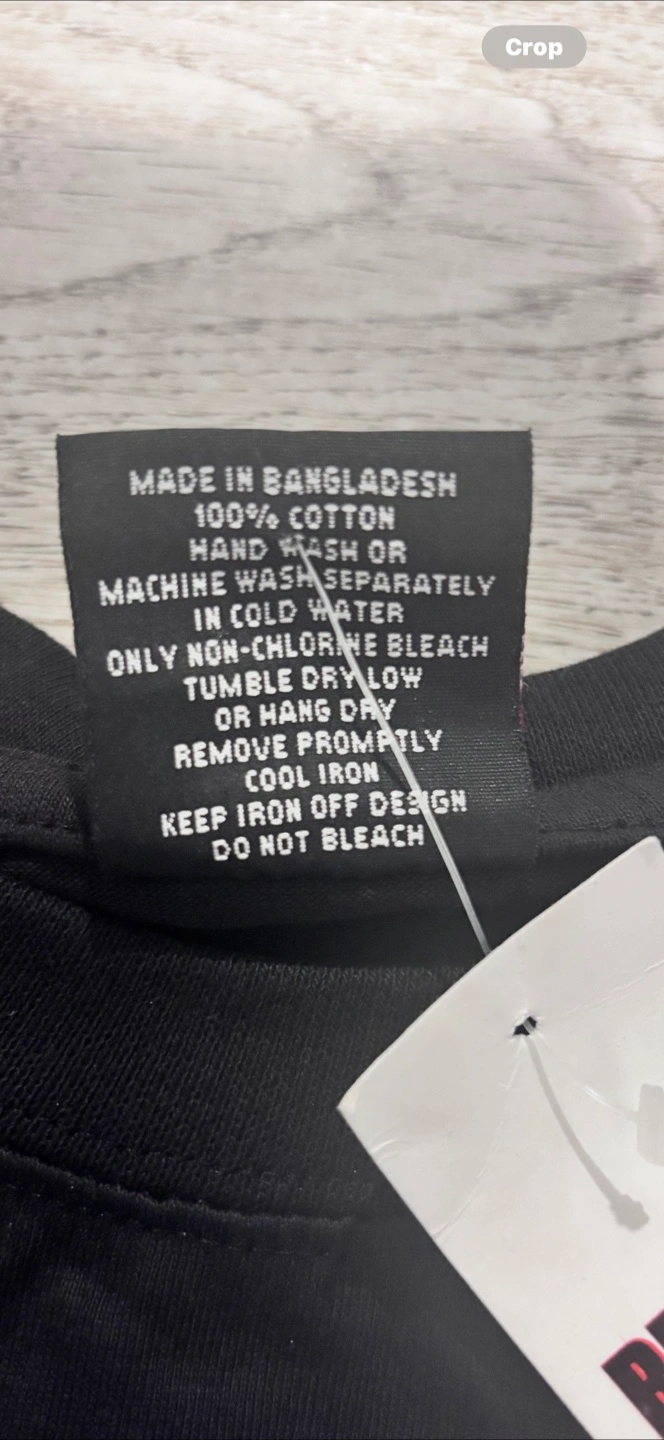 Crop
MADE IN BANGLADESH
100% COTTON
HAND WASH OR
MACHINE WASH SEPARATELY
IN COLD WATER
ONLY NON-CHLORINE BLEACH
TUMBLE DRY LOW
OR HANG DRY
REMOVE PROMPTLY
COOL IRON
KEEP IRON OFF DESIGN
DO NOT BLEACH